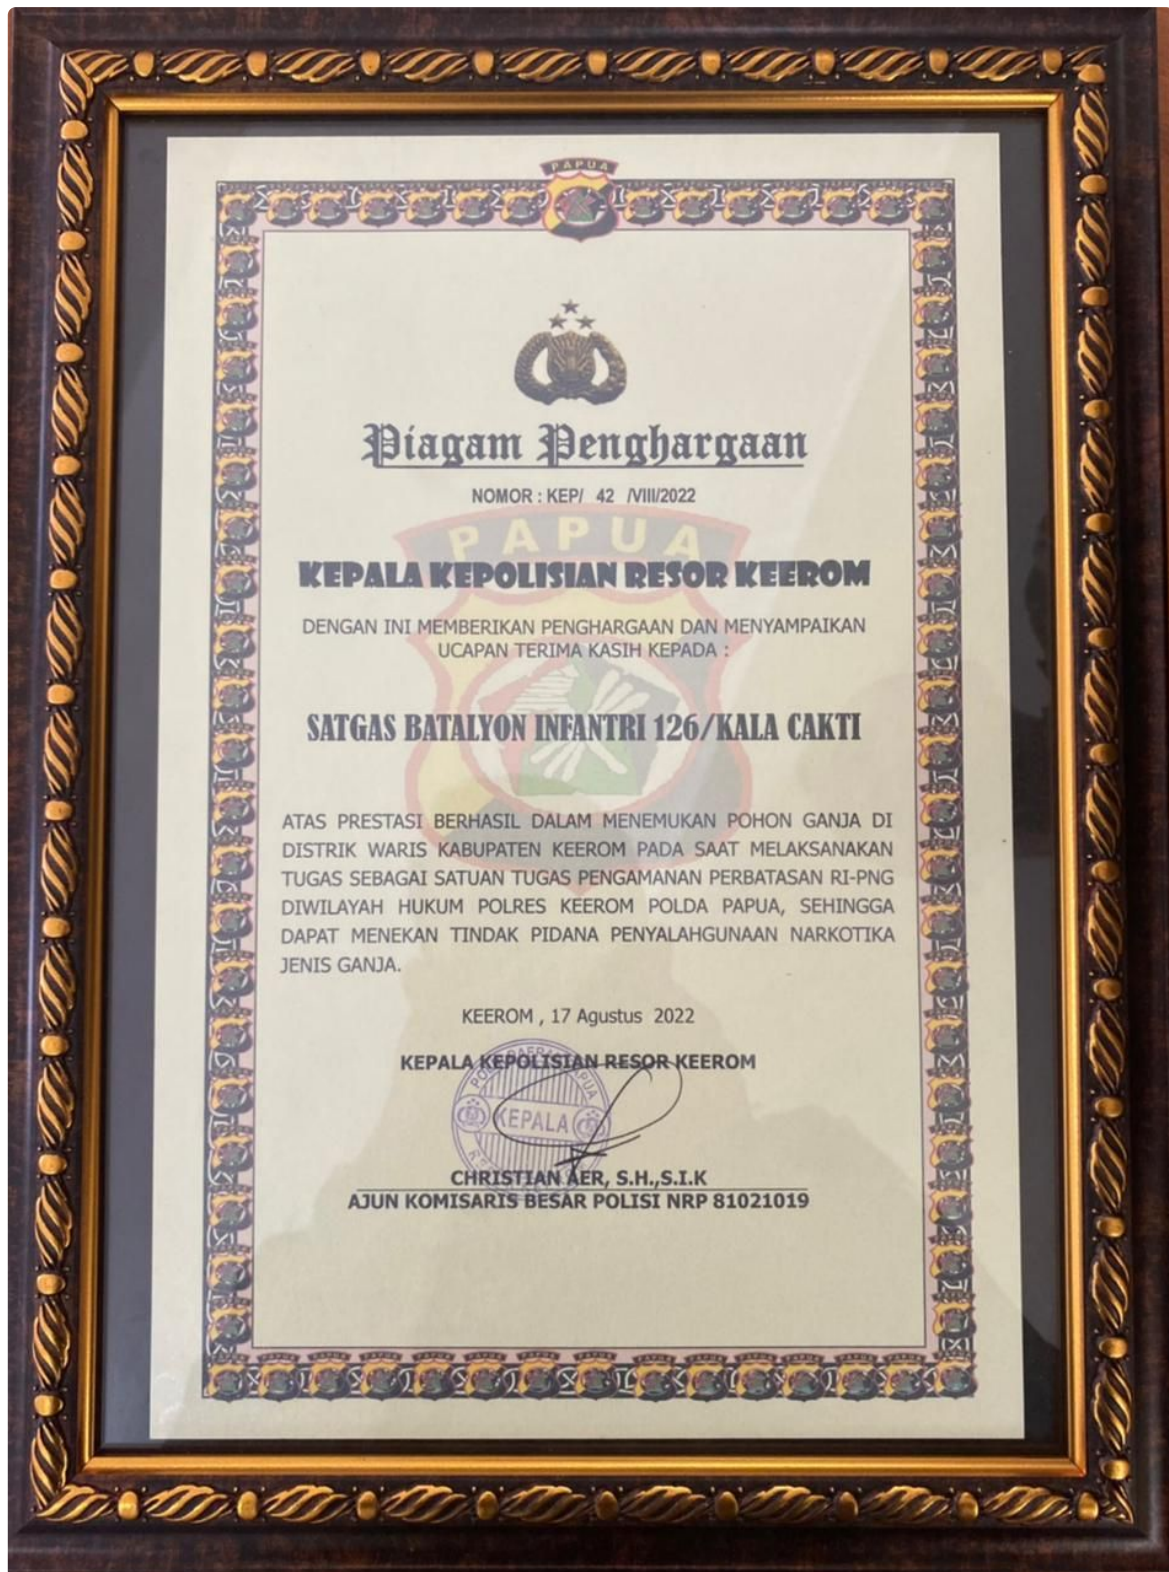 PAPUA
Piagam Penghargaan
NOMOR : KEP/ 42 /VIII/2022
PAPUA
KEPALA KEPOLISIAN RESOR KEEROM
DENGAN INI MEMBERIKAN PENGHARGAAN DAN MENYAMPAIKAN
UCAPAN TERIMA KASIH KEPADA :
SATGAS BATALYON INFANTRI 126/KALA CAKTI
ATAS PRESTASI BERHASIL DALAM MENEMUKAN POHON GANJA DI
DISTRIK WARIS KABUPATEN KEEROM PADA SAAT MELAKSANAKAN
TUGAS SEBAGAI SATUAN TUGAS PENGAMANAN PERBATASAN RI-PNG
DIWILAYAH HUKUM POLRES KEEROM POLDA PAPUA, SEHINGGA
DAPAT MENEKAN TINDAK PIDANA PENYALAHGUNAAN NARKOTIKA
JENIS GANJA.
KEEROM , 17 Agustus 2022
KEPALA KEPOLISIAN RESOR KEEROM
KEPALA
CHRISTIAN AER, S.H.,S.I.K
AJUN KOMISARIS BESAR POLISI NRP 81021019